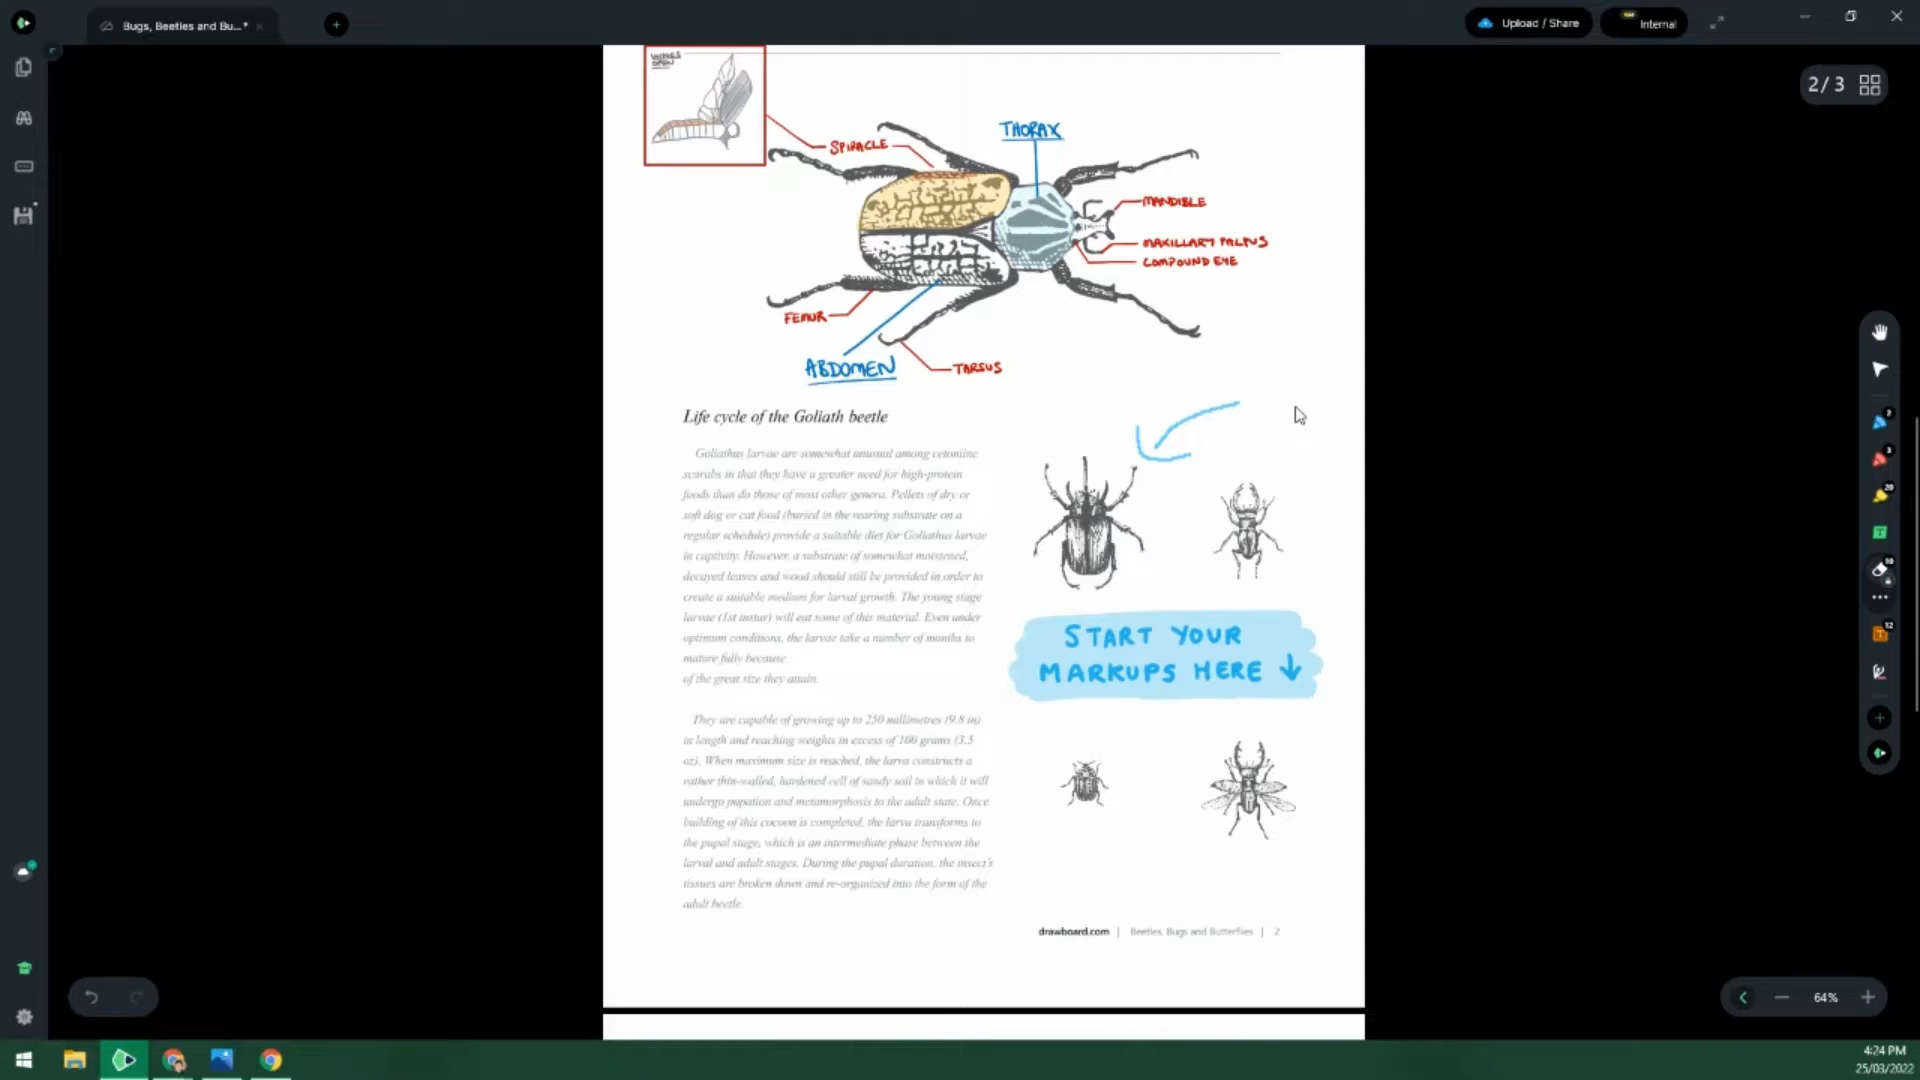 Bugs, Beetles and Bu...*
Upload / Share
Internal
2 / 3
WINGS
OPEN
SPIRACLE
THORAX
MANDIBLE
MAXILLARY PALPUS
COMPOUND EYE
FEMUR
ABDOMEN
TARSUS
Life cycle of the Goliath beetle
Goliathus larvae are somewhat unusual among cetoniine
scarabs in that they have a greater need for high-protein
foods than do those of most other genera. Pellets of dry or
soft dog or cat food (buried in the rearing substrate on a
regular schedule) provide a suitable diet for Goliathus larvae
in captivity. However, a substrate of somewhat moistened,
decayed leaves and wood should still be provided in order to
create a suitable medium for larval growth. The young stage
larvae (1st instar) will eat some of this material. Even under
optimum conditions, the larvae take a number of months to
mature fully because
of the great size they attain.
They are capable of growing up to 250 millimetres (9.8 in)
in length and reaching weights in excess of 100 grams (3.5
oz). When maximum size is reached, the larva constructs a
rather thin-walled, hardened cell of sandy soil in which it will
undergo pupation and metamorphosis to the adult state. Once
building of this cocoon is completed, the larva transforms to
the pupal stage, which is an intermediate phase between the
larval and adult stages. During the pupal duration, the insect's
tissues are broken down and re-organized into the form of the
adult beetle.
START YOUR
MARKUPS HERE ↓
drawboard.com | Beetles, Bugs and Butterflies | 2
2
3
20
T
10
12
64%
4:24 PM
25/03/2022